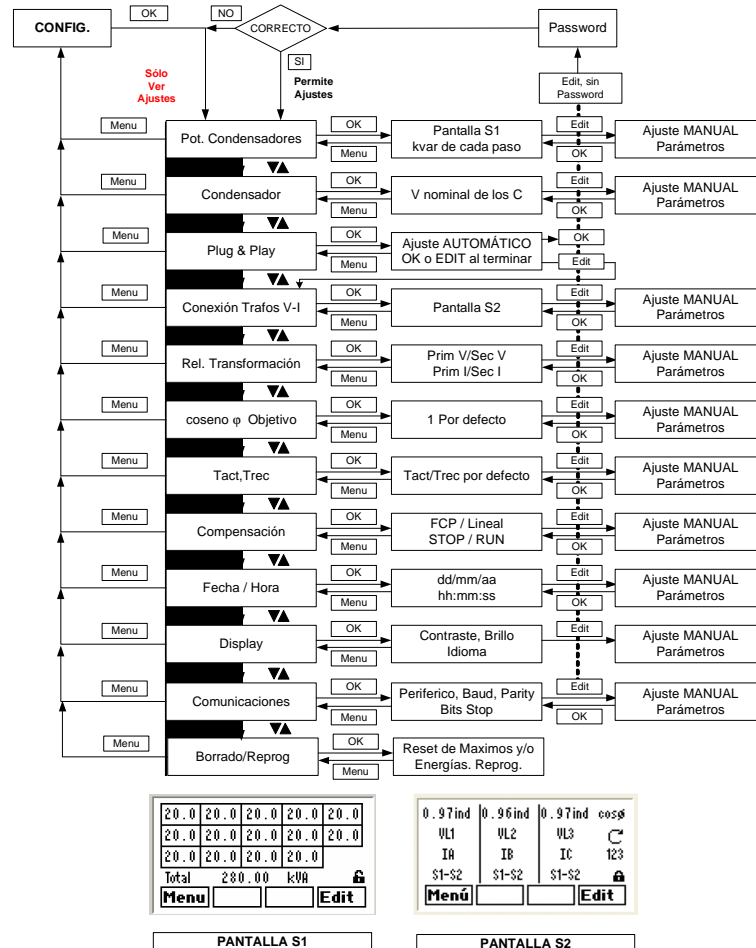 CONFIG.
OK
NO
CORRECTO
Password
SI
Sólo
Ver
Ajustes
Permite
Ajustes
Edit, sin
Password
Menu
Pot. Condensadores
OK
Menu
Pantalla S1
kvar de cada paso
Edit
OK
Ajuste MANUAL
Parámetros
▼▲
Menu
Condensador
OK
Menu
V nominal de los C
Edit
OK
Ajuste MANUAL
Parámetros
▼▲
Menu
Plug & Play
OK
Menu
Ajuste AUTOMÁTICO
OK o EDIT al terminar
OK
Edit
▼▲
Menu
Conexión Trafos V-I
OK
Menu
Pantalla S2
Edit
OK
Ajuste MANUAL
Parámetros
▼▲
Menu
Rel. Transformación
OK
Menu
Prim V/Sec V
Prim I/Sec I
Edit
OK
Ajuste MANUAL
Parámetros
▼▲
Menu
coseno φ Objetivo
OK
Menu
1 Por defecto
Edit
OK
Ajuste MANUAL
Parámetros
▼▲
Menu
Tact,Trec
OK
Menu
Tact/Trec por defecto
Edit
OK
Ajuste MANUAL
Parámetros
▼▲
Menu
Compensación
OK
Menu
FCP / Lineal
STOP / RUN
Edit
OK
Ajuste MANUAL
Parámetros
▼▲
Menu
Fecha / Hora
OK
Menu
dd/mm/aa
hh:mm:ss
Edit
OK
Ajuste MANUAL
Parámetros
▼▲
Menu
Display
OK
Menu
Contraste, Brillo
Idioma
Edit
Ajuste MANUAL
Parámetros
▼▲
Menu
Comunicaciones
OK
Menu
Periferico, Baud, Parity
Bits Stop
Edit
OK
Ajuste MANUAL
Parámetros
▼▲
Menu
Borrado/Reprog
OK
Menu
Reset de Maximos y/o
Energías. Reprog.
20.0 20.0 20.0 20.0 20.0
20.0 20.0 20.0 20.0 20.0
20.0 20.0 20.0 20.0
Total 280.00 kVA
Menu Edit
PANTALLA S1
0.97ind 0.96ind 0.97ind cosø
VL1 VL2 VL3
IA IB IC 123
S1-S2 S1-S2 S1-S2
Menú Edit
PANTALLA S2